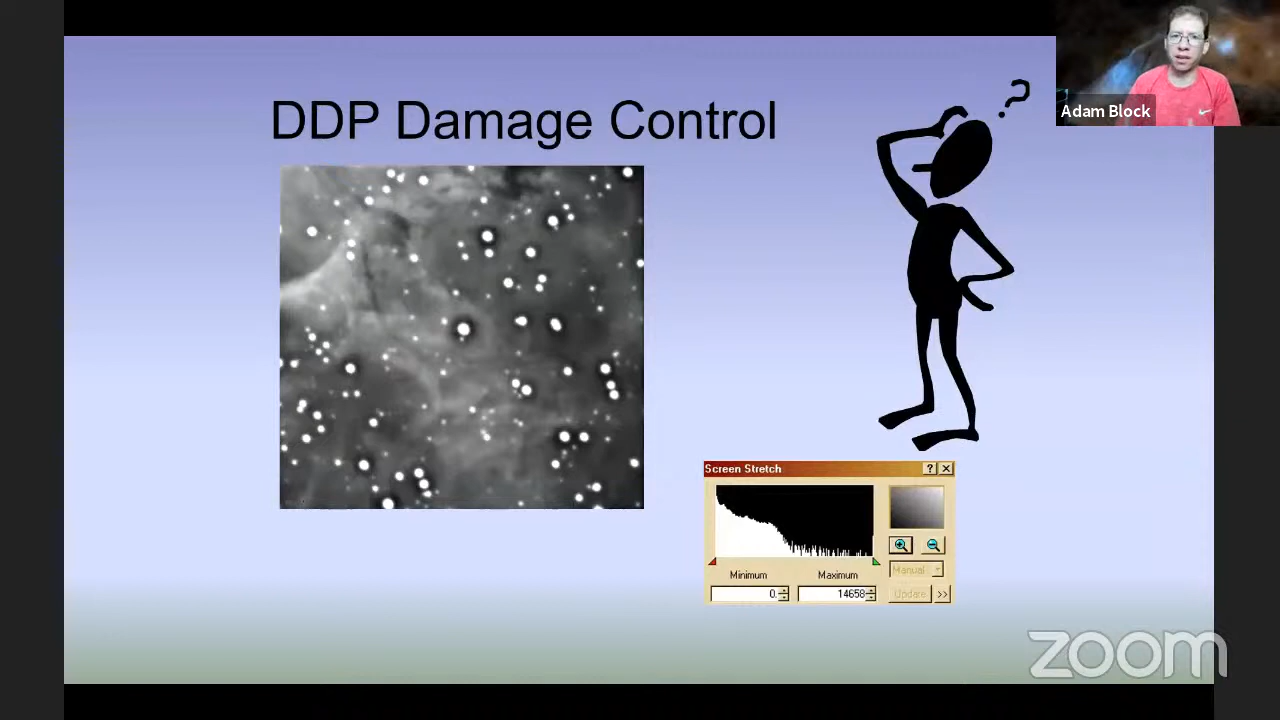 DDP Damage Control
?
Adam Block
Screen Stretch
?
Minimum Maximum
0. 14658
Manual
Update >>
zoom